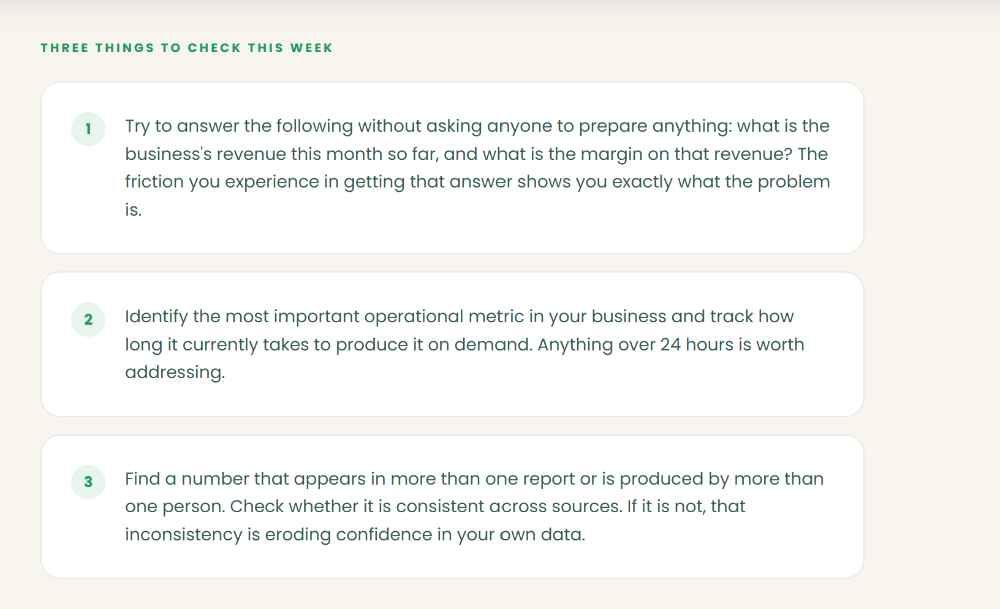 THREE THINGS TO CHECK THIS WEEK
1
Try to answer the following without asking anyone to prepare anything: what is the
business's revenue this month so far, and what is the margin on that revenue? The
friction you experience in getting that answer shows you exactly what the problem
is.
2
Identify the most important operational metric in your business and track how
long it currently takes to produce it on demand. Anything over 24 hours is worth
addressing.
3
Find a number that appears in more than one report or is produced by more than
one person. Check whether it is consistent across sources. If it is not, that
inconsistency is eroding confidence in your own data.